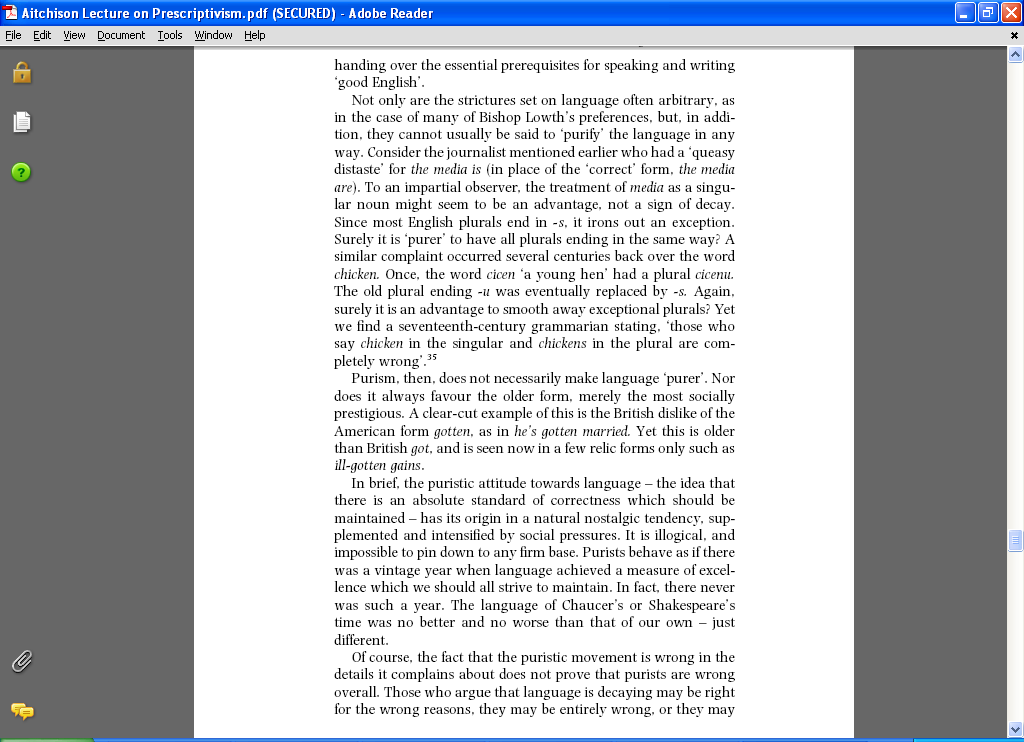 Aitchison Lecture on Prescriptivism.pdf (SECURED) - Adobe Reader
File Edit View Document Tools Window Help
handing over the essential prerequisites for speaking and writing
‘good English’.
Not only are the strictures set on language often arbitrary, as
in the case of many of Bishop Lowth’s preferences, but, in addi-
tion, they cannot usually be said to ‘purify’ the language in any
way. Consider the journalist mentioned earlier who had a ‘queasy
distaste’ for the media is (in place of the ‘correct’ form, the media
are). To an impartial observer, the treatment of media as a singu-
lar noun might seem to be an advantage, not a sign of decay.
Since most English plurals end in -s, it irons out an exception.
Surely it is ‘purer’ to have all plurals ending in the same way? A
similar complaint occurred several centuries back over the word
chicken. Once, the word cicen ‘a young hen’ had a plural cicenu.
The old plural ending -u was eventually replaced by -s. Again,
surely it is an advantage to smooth away exceptional plurals? Yet
we find a seventeenth-century grammarian stating, ‘those who
say chicken in the singular and chickens in the plural are com-
pletely wrong’.³⁵
Purism, then, does not necessarily make language ‘purer’. Nor
does it always favour the older form, merely the most socially
prestigious. A clear-cut example of this is the British dislike of the
American form gotten, as in he’s gotten married. Yet this is older
than British got, and is seen now in a few relic forms only such as
ill-gotten gains.
In brief, the puristic attitude towards language – the idea that
there is an absolute standard of correctness which should be
maintained – has its origin in a natural nostalgic tendency, sup-
plemented and intensified by social pressures. It is illogical, and
impossible to pin down to any firm base. Purists behave as if there
was a vintage year when language achieved a measure of excel-
lence which we should all strive to maintain. In fact, there never
was such a year. The language of Chaucer’s or Shakespeare’s
time was no better and no worse than that of our own – just
different.
Of course, the fact that the puristic movement is wrong in the
details it complains about does not prove that purists are wrong
overall. Those who argue that language is decaying may be right
for the wrong reasons, they may be entirely wrong, or they may